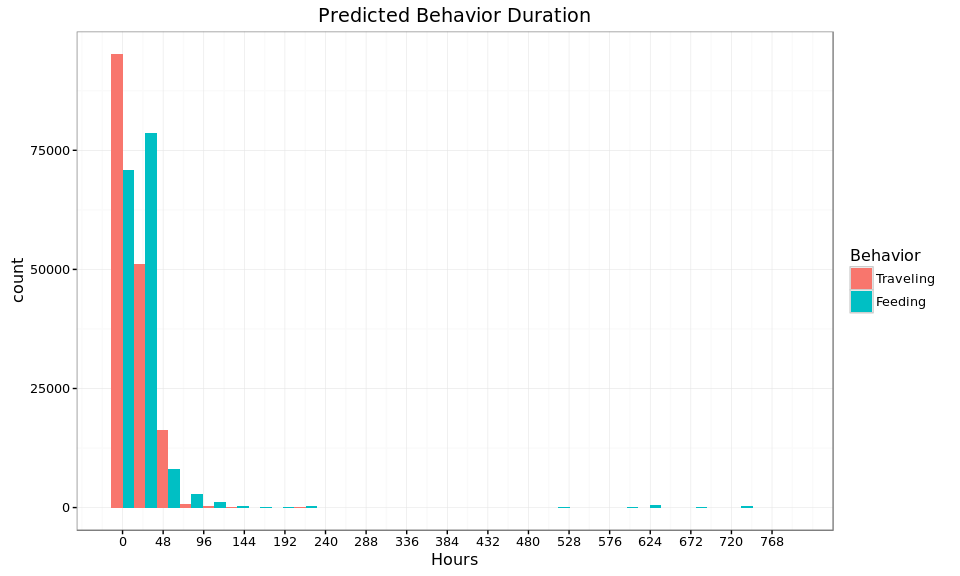 Predicted Behavior Duration
count
75000
50000
25000
0
0 48 96 144 192 240 288 336 384 432 480 528 576 624 672 720 768
Hours
Behavior
Traveling
Feeding